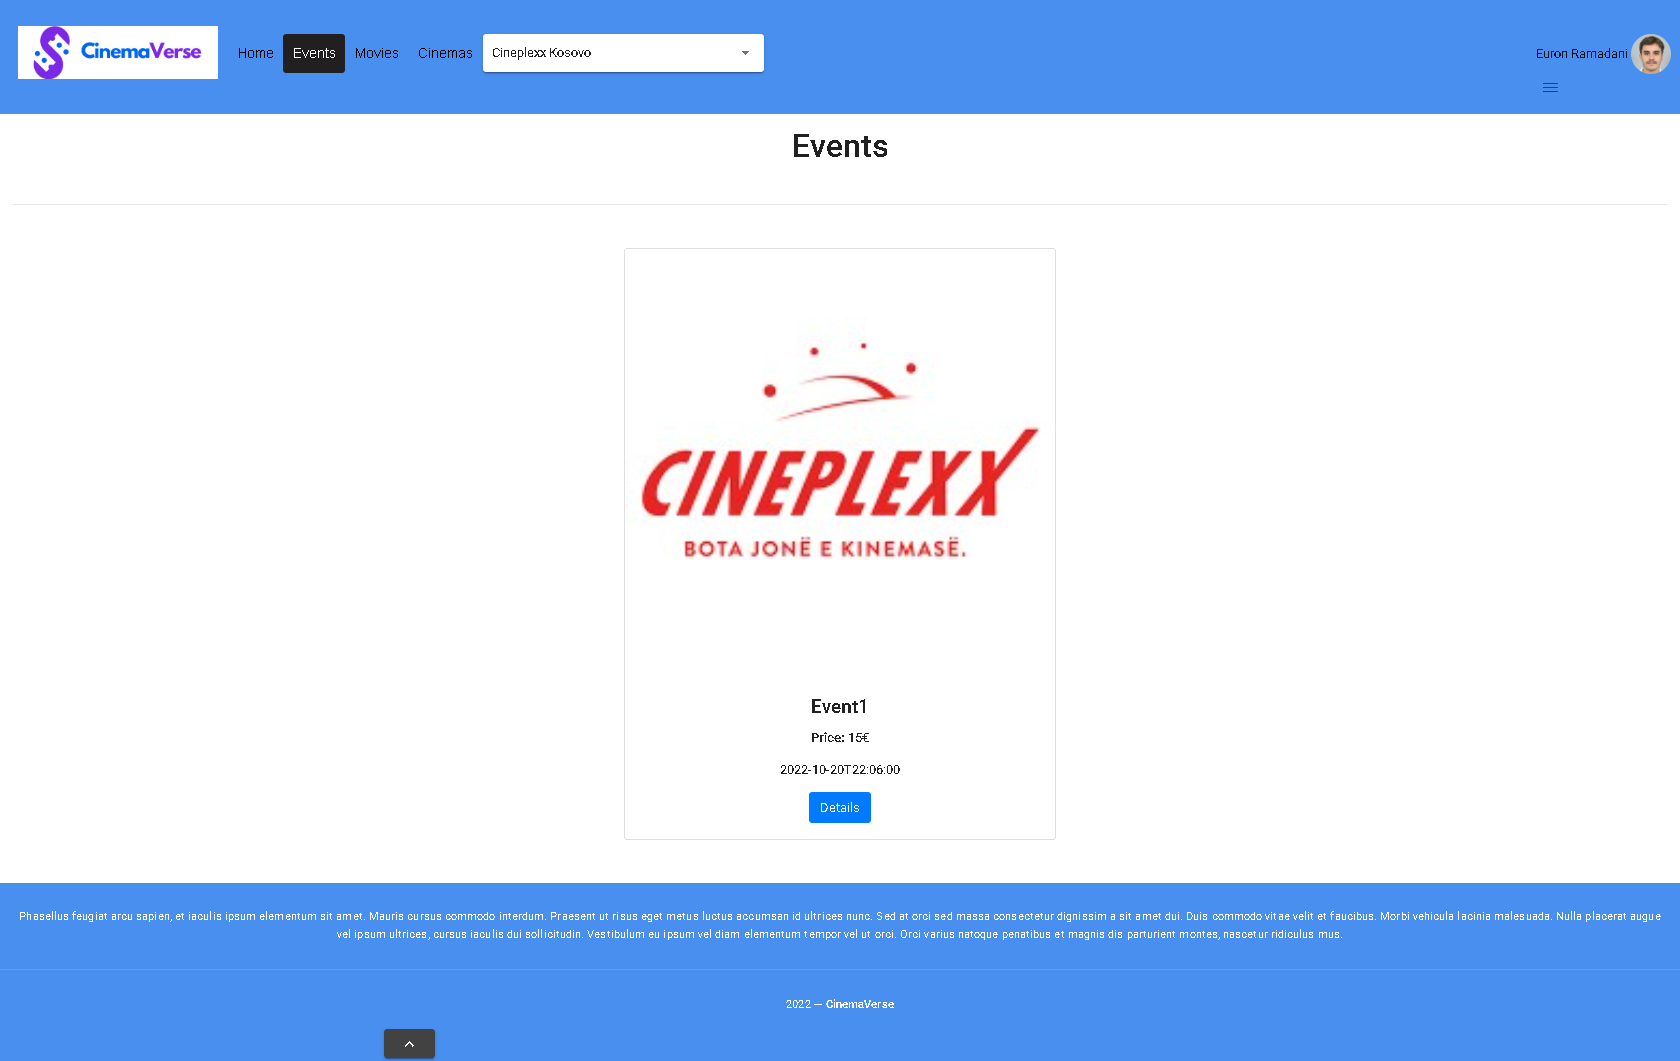 CinemaVerse
Home
Events
Movies
Cinemas
Cineplexx Kosovo
Euron Ramadani
Events
CINEPLEXX
BOTA JONË E KINEMASË.
Event1
Price: 15€
2022-10-20T22:06:00
Details
Phasellus feugiat arcu sapien, et iaculis ipsum elementum sit amet. Mauris cursus commodo interdum. Praesent ut risus eget metus luctus accumsan id ultrices nunc. Sed at orci sed massa consectetur dignissim a sit amet dui. Duis commodo vitae velit et faucibus. Morbi vehicula lacinia malesuada. Nulla placerat augue
vel ipsum ultrices, cursus iaculis dui sollicitudin. Vestibulum eu ipsum vel diam elementum tempor vel ut orci. Orci varius natoque penatibus et magnis dis parturient montes, nascetur ridiculus mus.
2022 — CinemaVerse